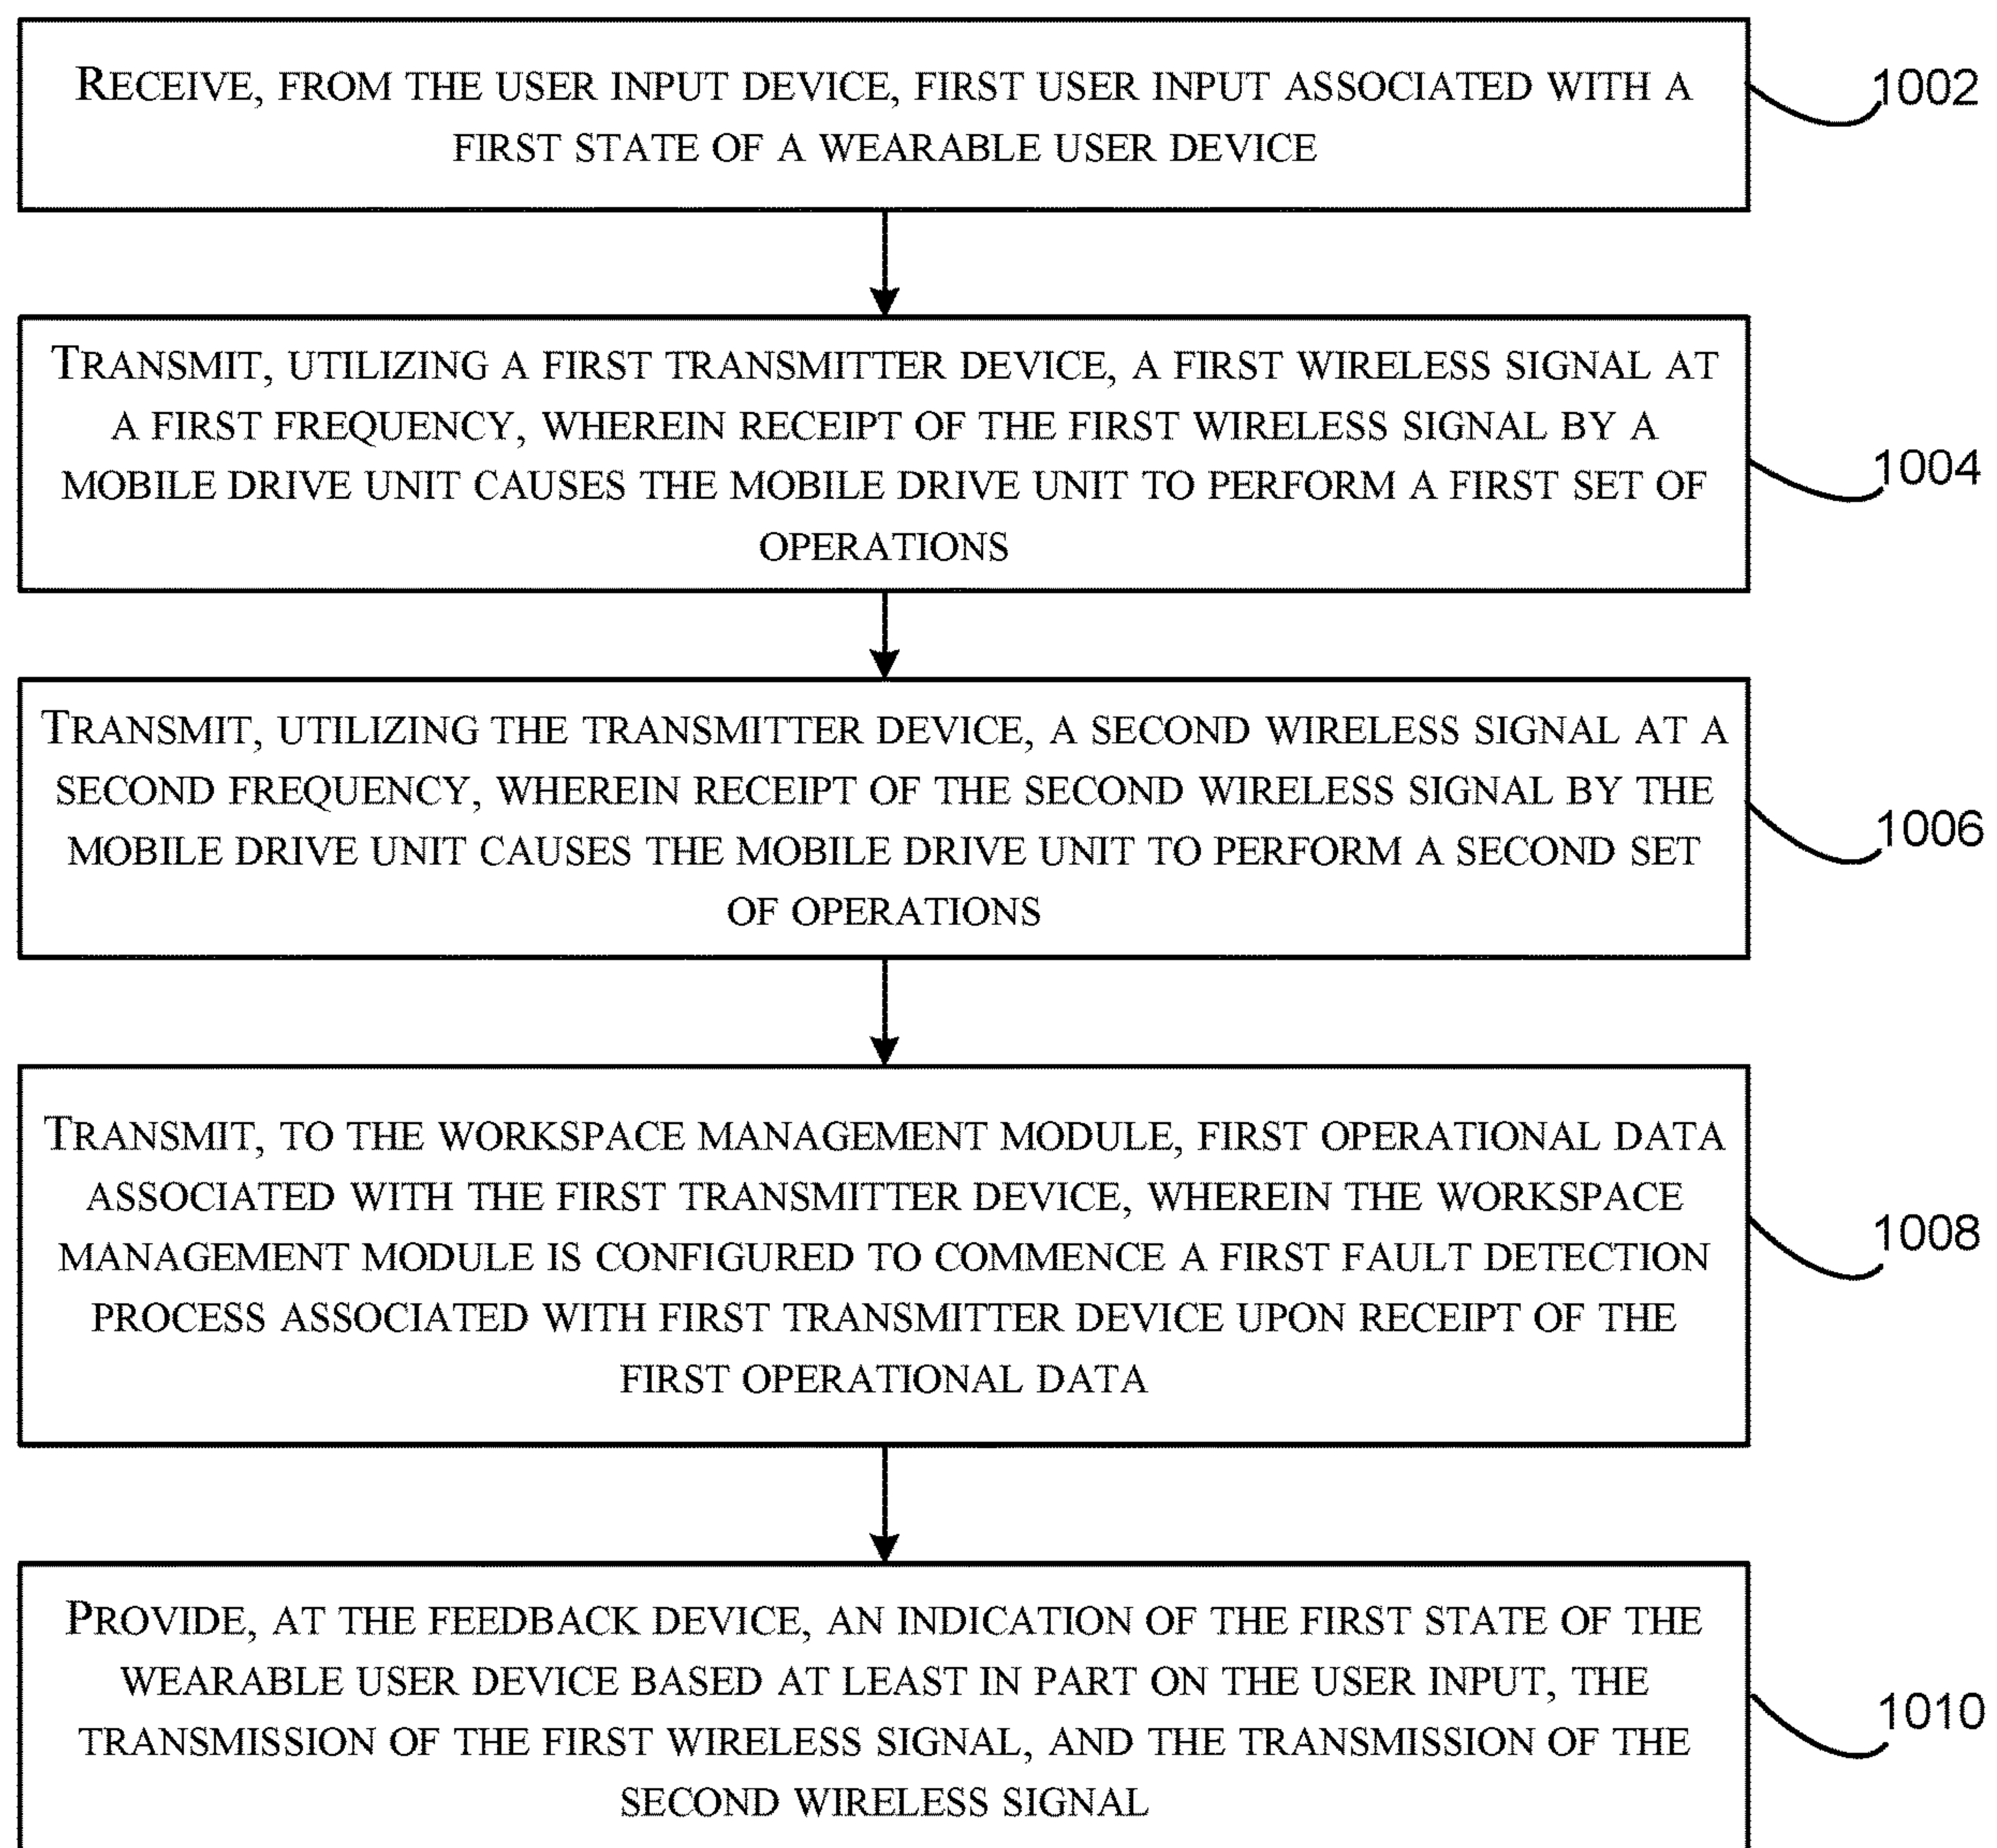 RECEIVE, FROM THE USER INPUT DEVICE, FIRST USER INPUT ASSOCIATED WITH A
FIRST STATE OF A WEARABLE USER DEVICE
1002
TRANSMIT, UTILIZING A FIRST TRANSMITTER DEVICE, A FIRST WIRELESS SIGNAL AT
A FIRST FREQUENCY, WHEREIN RECEIPT OF THE FIRST WIRELESS SIGNAL BY A
MOBILE DRIVE UNIT CAUSES THE MOBILE DRIVE UNIT TO PERFORM A FIRST SET OF
OPERATIONS
1004
TRANSMIT, UTILIZING THE TRANSMITTER DEVICE, A SECOND WIRELESS SIGNAL AT A
SECOND FREQUENCY, WHEREIN RECEIPT OF THE SECOND WIRELESS SIGNAL BY THE
MOBILE DRIVE UNIT CAUSES THE MOBILE DRIVE UNIT TO PERFORM A SECOND SET
OF OPERATIONS
1006
TRANSMIT, TO THE WORKSPACE MANAGEMENT MODULE, FIRST OPERATIONAL DATA
ASSOCIATED WITH THE FIRST TRANSMITTER DEVICE, WHEREIN THE WORKSPACE
MANAGEMENT MODULE IS CONFIGURED TO COMMENCE A FIRST FAULT DETECTION
PROCESS ASSOCIATED WITH FIRST TRANSMITTER DEVICE UPON RECEIPT OF THE
FIRST OPERATIONAL DATA
1008
PROVIDE, AT THE FEEDBACK DEVICE, AN INDICATION OF THE FIRST STATE OF THE
WEARABLE USER DEVICE BASED AT LEAST IN PART ON THE USER INPUT, THE
TRANSMISSION OF THE FIRST WIRELESS SIGNAL, AND THE TRANSMISSION OF THE
SECOND WIRELESS SIGNAL
1010